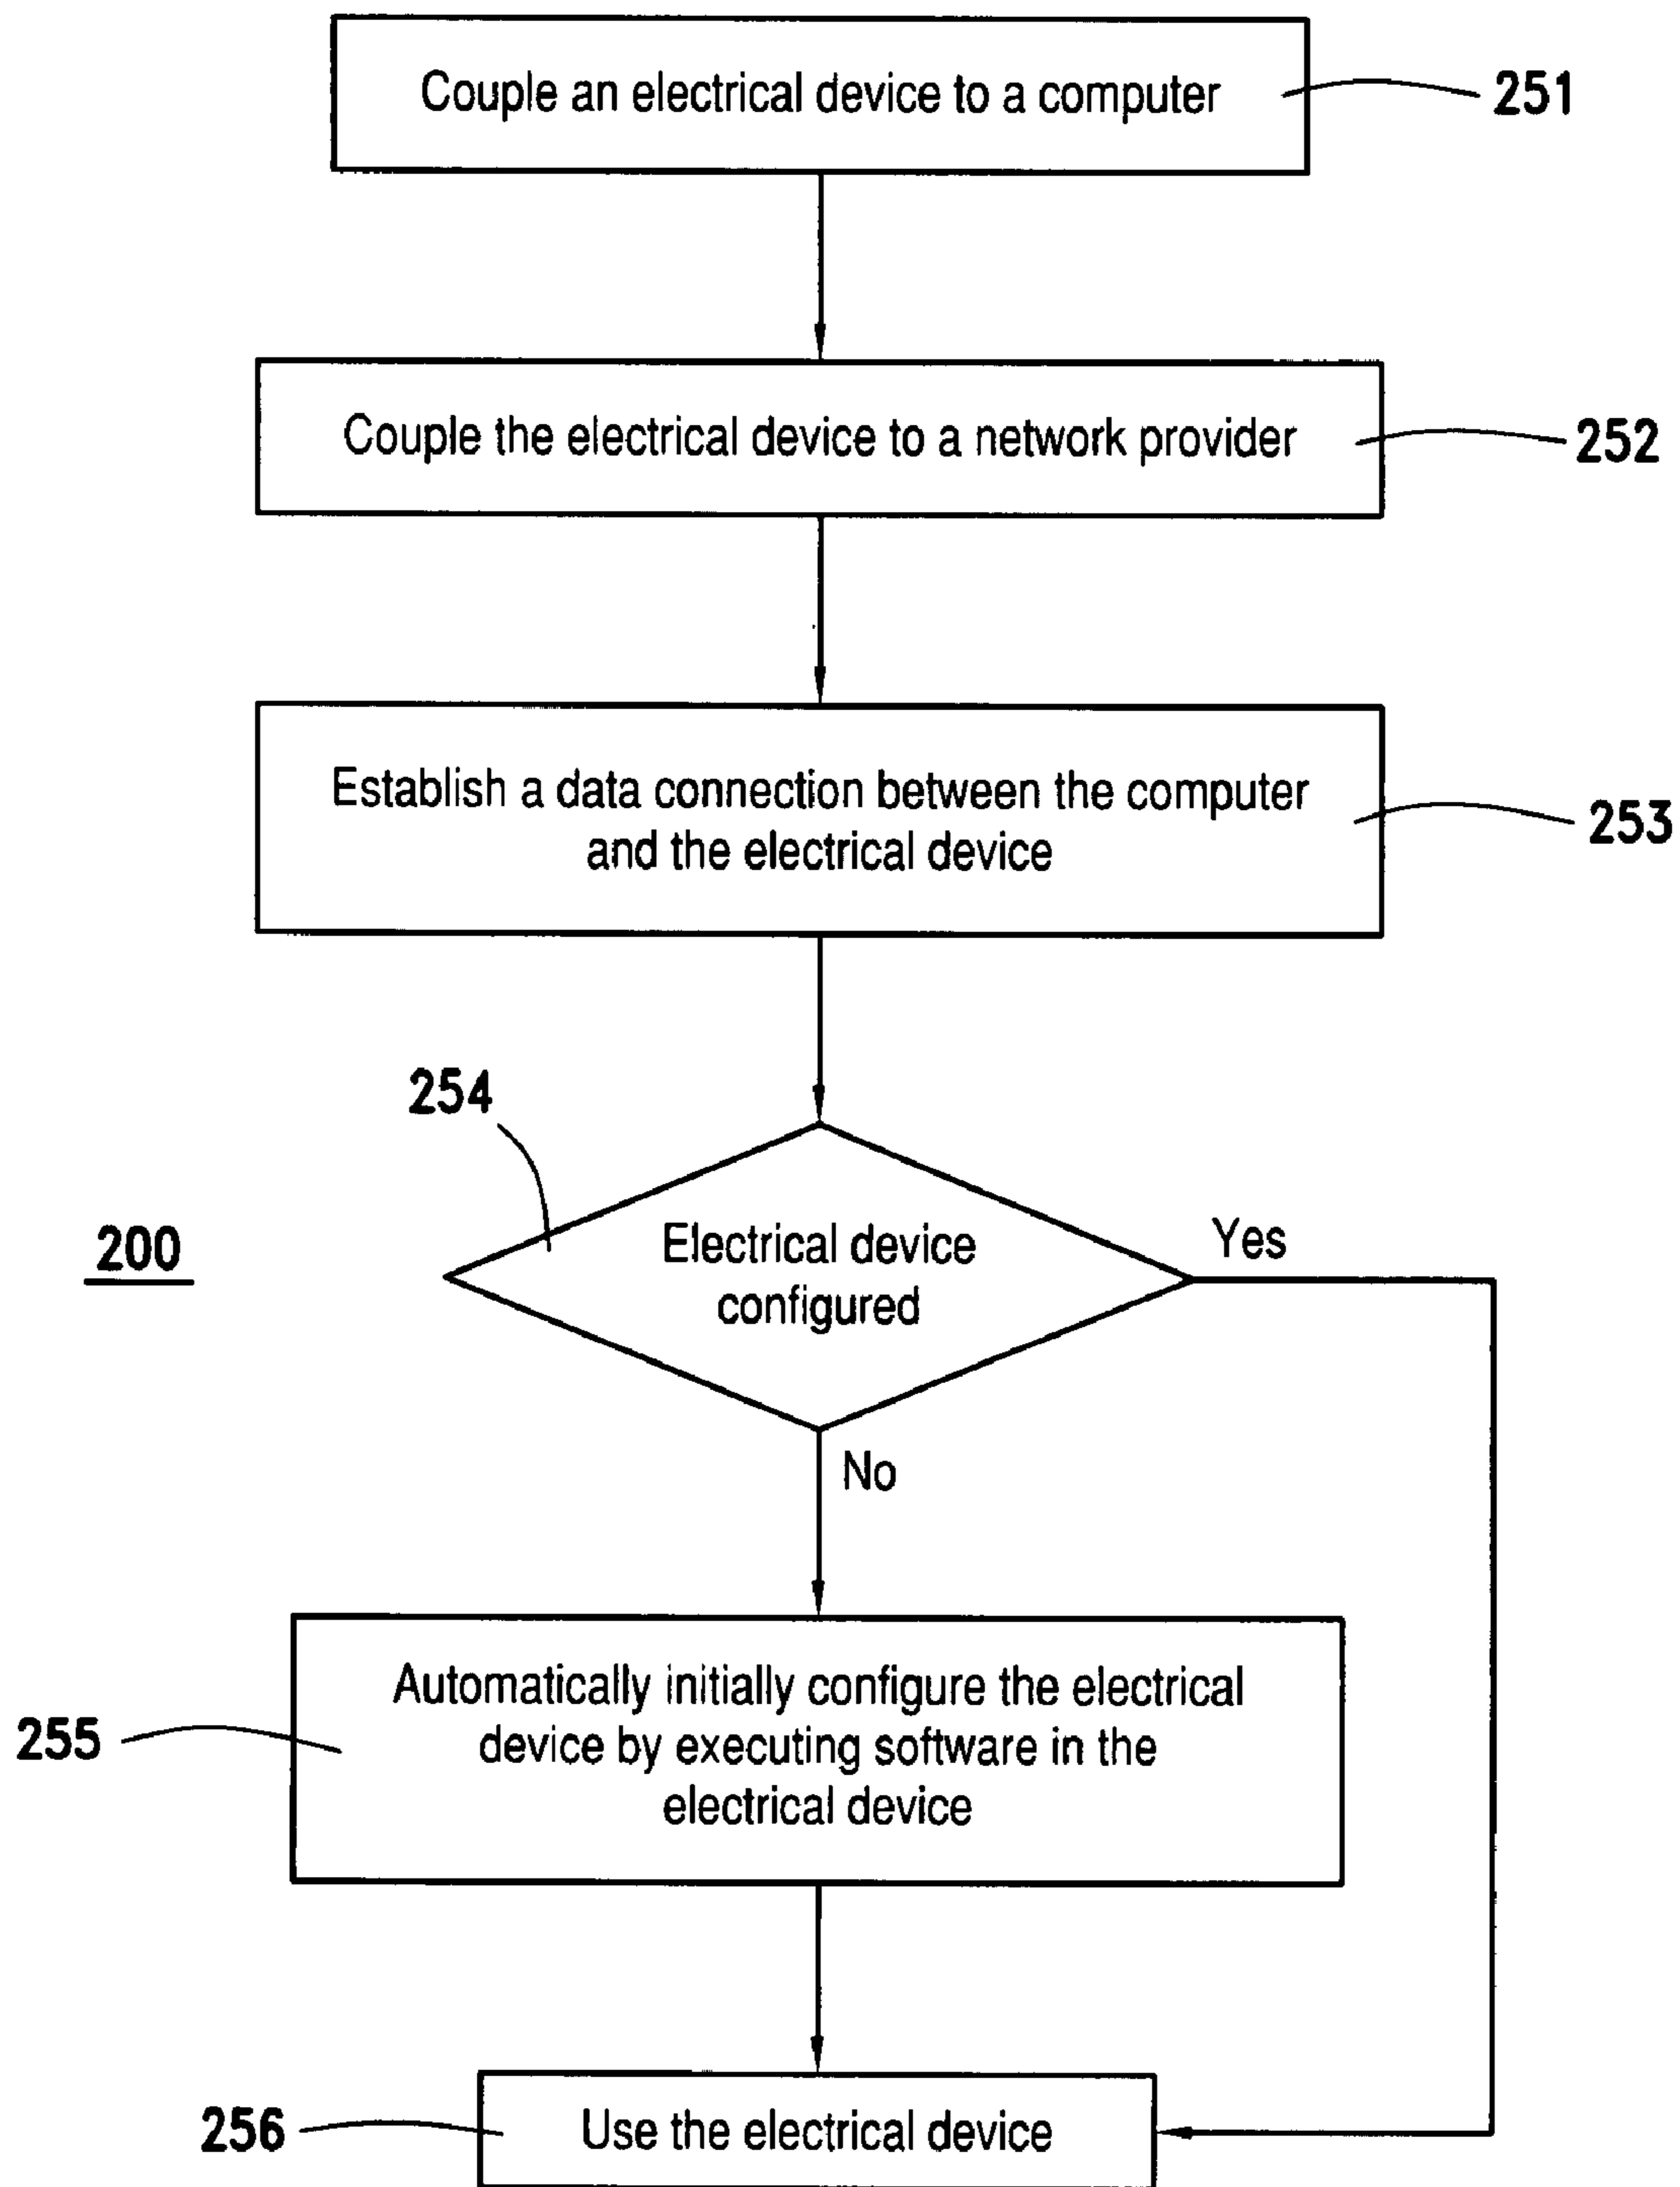 Couple an electrical device to a computer
251
Couple the electrical device to a network provider
252
Establish a data connection between the computer
and the electrical device
253
254
200
Electrical device
configured
Yes
No
Automatically initially configure the electrical
device by executing software in the
electrical device
255
256
Use the electrical device